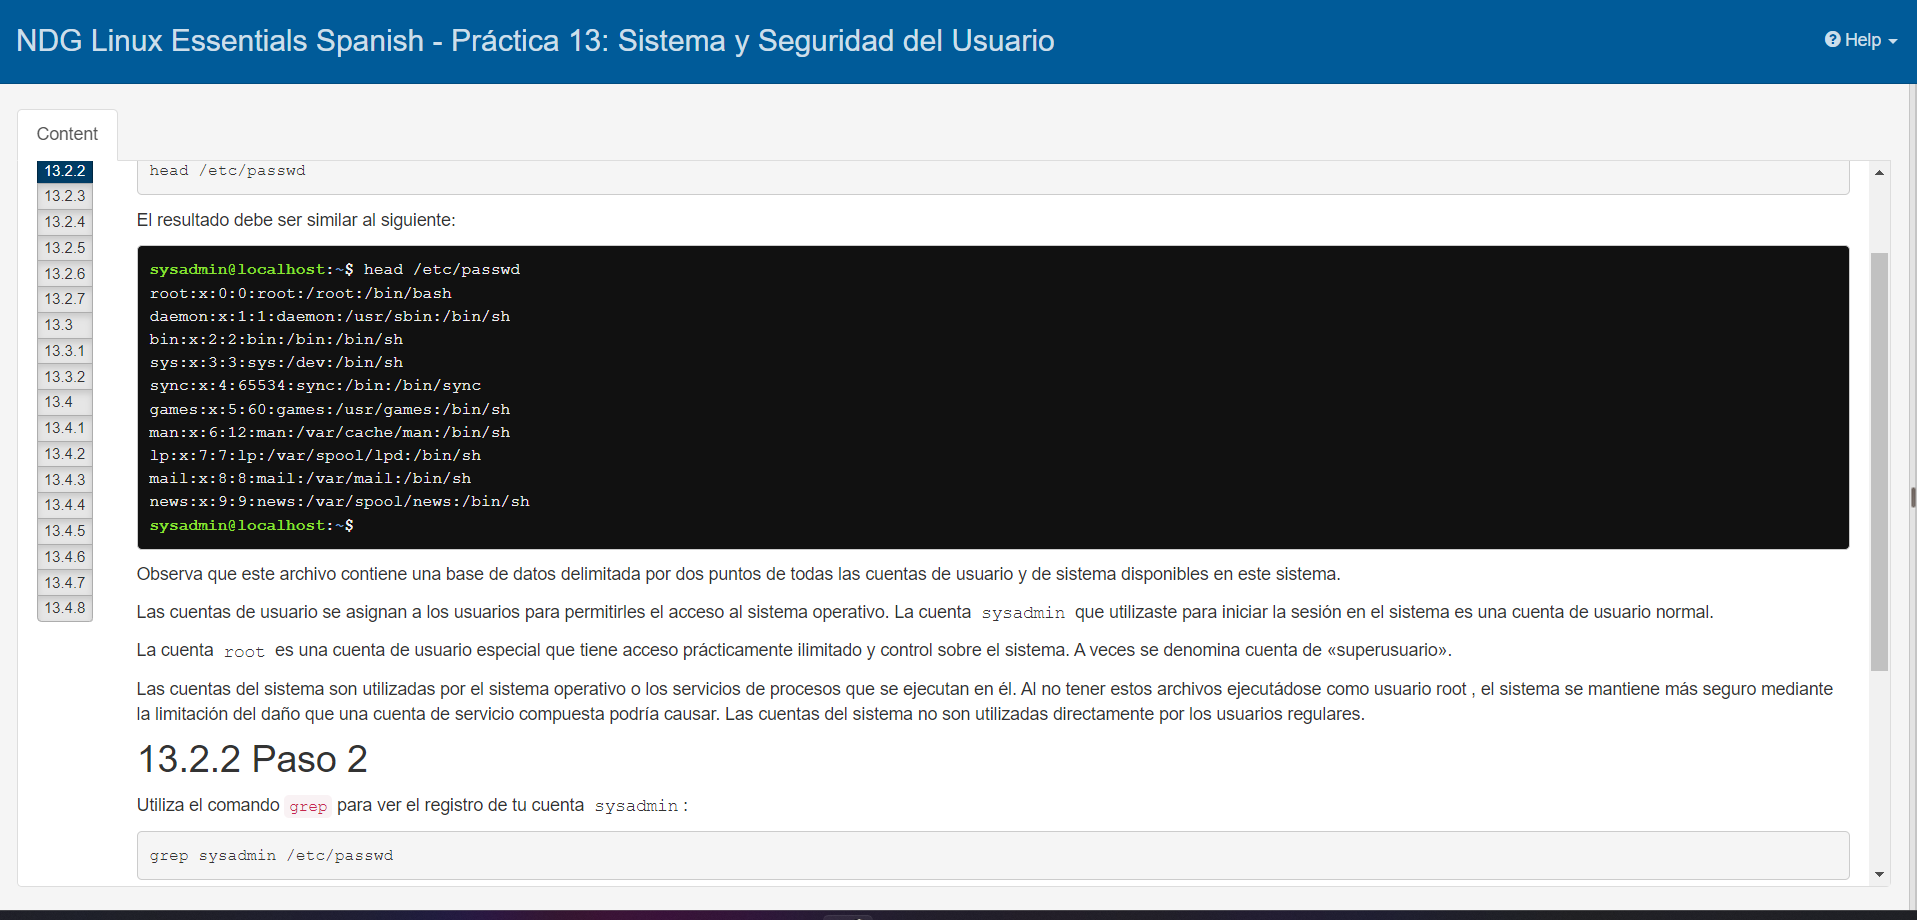 NDG Linux Essentials Spanish - Práctica 13: Sistema y Seguridad del Usuario
Help
Content
13.2.2
13.2.3
13.2.4
13.2.5
13.2.6
13.2.7
13.3
13.3.1
13.3.2
13.4
13.4.1
13.4.2
13.4.3
13.4.4
13.4.5
13.4.6
13.4.7
13.4.8
head /etc/passwd
El resultado debe ser similar al siguiente:
sysadmin@localhost:~$ head /etc/passwd
root:x:0:0:root:/root:/bin/bash
daemon:x:1:1:daemon:/usr/sbin:/bin/sh
bin:x:2:2:bin:/bin:/bin/sh
sys:x:3:3:sys:/dev:/bin/sh
sync:x:4:65534:sync:/bin:/bin/sync
games:x:5:60:games:/usr/games:/bin/sh
man:x:6:12:man:/var/cache/man:/bin/sh
lp:x:7:7:lp:/var/spool/lpd:/bin/sh
mail:x:8:8:mail:/var/mail:/bin/sh
news:x:9:9:news:/var/spool/news:/bin/sh
sysadmin@localhost:~$
Observa que este archivo contiene una base de datos delimitada por dos puntos de todas las cuentas de usuario y de sistema disponibles en este sistema.
Las cuentas de usuario se asignan a los usuarios para permitirles el acceso al sistema operativo. La cuenta sysadmin que utilizaste para iniciar la sesión en el sistema es una cuenta de usuario normal.
La cuenta root es una cuenta de usuario especial que tiene acceso prácticamente ilimitado y control sobre el sistema. A veces se denomina cuenta de «superusuario».
Las cuentas del sistema son utilizadas por el sistema operativo o los servicios de procesos que se ejecutan en él. Al no tener estos archivos ejecutádose como usuario root , el sistema se mantiene más seguro mediante
la limitación del daño que una cuenta de servicio compuesta podría causar. Las cuentas del sistema no son utilizadas directamente por los usuarios regulares.
13.2.2 Paso 2
Utiliza el comando grep para ver el registro de tu cuenta sysadmin :
grep sysadmin /etc/passwd